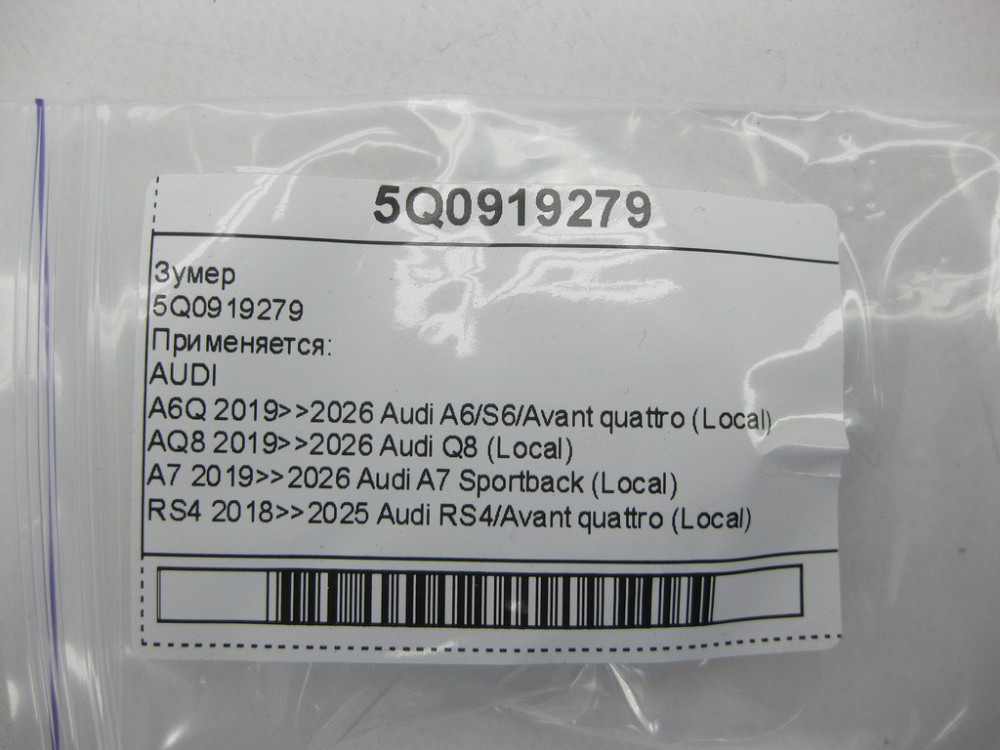 5Q0919279
Зумер
5Q0919279
Применяется:
AUDI
A6Q 2019>>2026 Audi A6/S6/Avant quattro (Local)
AQ8 2019>>2026 Audi Q8 (Local)
A7 2019>>2026 Audi A7 Sportback (Local)
RS4 2018>>2025 Audi RS4/Avant quattro (Local)